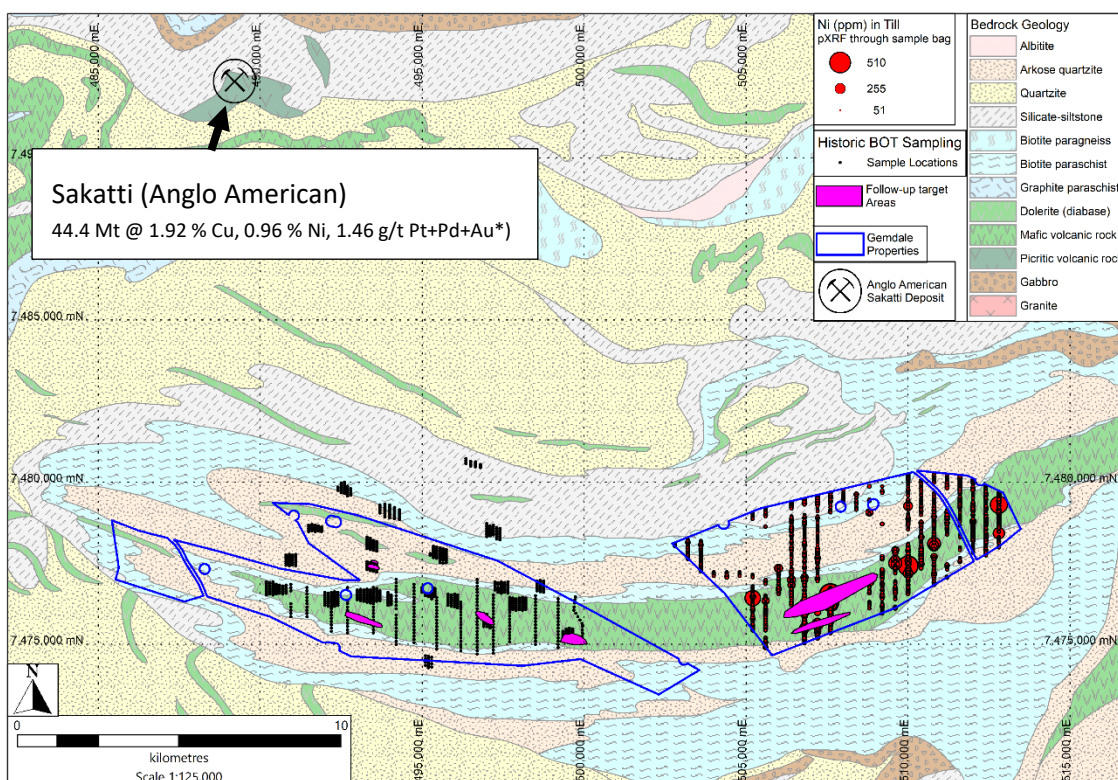 485,000 mE
490,000 mE
495,000 mE
500,000 mE
505,000 mE
Sakatti (Anglo American)
44.4 Mt @ 1.92 % Cu, 0.96 % Ni, 1.46 g/t Pt+Pd+Au*)
Ni (ppm) in Till
pXRF through sample bag
510
255
51
Historic BOT Sampling
Sample Locations
Follow-up target
Areas
Gemdale
Properties
Anglo American
Sakatti Deposit
Bedrock Geology
Albitite
Arkose quartzite
Quartzite
Silicate-siltstone
Biotite paragneiss
Biotite paraschist
Graphite paraschist
Dolerite (diabase)
Mafic volcanic rock
Picritic volcanic rock
Gabbro
Granite
7,485,000 mN
7,485,000 mN
7,480,000 mN
7,480,000 mN
7,475,000 mN
7,475,000 mN
N
0
10
kilometres
Scale 1:125,000
495,000 mE
500,000 mE
505,000 mE
510,000 mE
515,000 mE